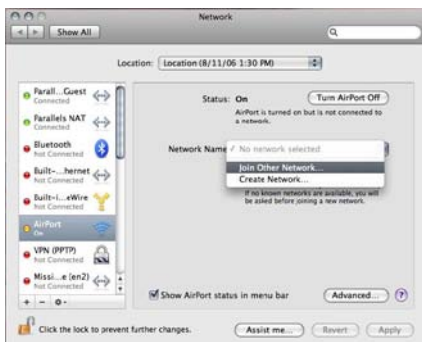 Network
Show All
Location: Location (8/11/06 1:30 PM)
Parall...Guest
Connected
Parallels NAT
Connected
Bluetooth
Not Connected
Built-...hernet
Not Connected
Built-i...eWire
Not Connected
AirPort
On
VPN (PPTP)
Not Connected
Missi...e (en2)
Not Connected
Status: On
Turn AirPort Off
AirPort is turned on but is not connected to
a network.
Network Name
✓ No network selected
Join Other Network...
Create Network...
If no known networks are available, you will
be asked before joining a new network.
Show AirPort status in menu bar
Advanced...
?
Click the lock to prevent further changes.
Assist me...
Revert
Apply